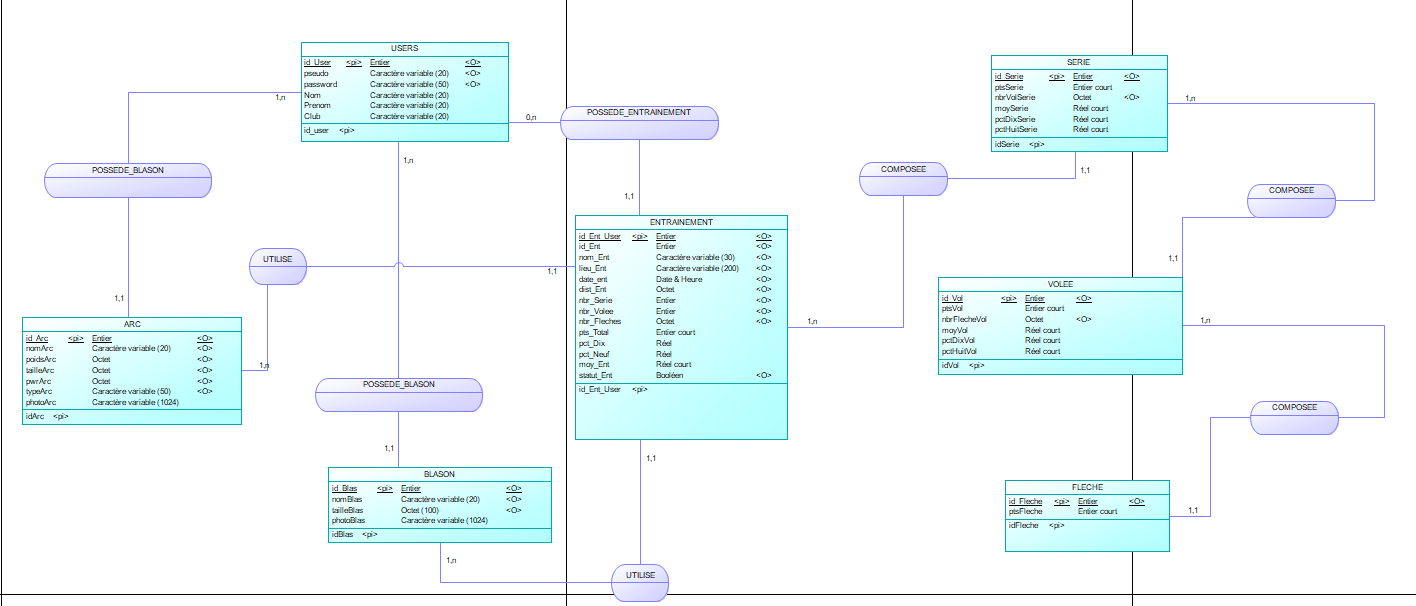 USERS
id_User <pi> Entier <O>
pseudo Caractère variable (20) <O>
password Caractère variable (50) <O>
Nom Caractère variable (20)
Prenom Caractère variable (20)
Club Caractère variable (20)
id_user <pi>
1,n
0,n
1,n
POSSEDE_ENTRAINEMENT
1,1
POSSEDE_BLASON
1,1
UTILISE
1,1
ARC
id_Arc <pi> Entier <O>
nomArc Caractère variable (20) <O>
poidsArc Octet <O>
tailleArc Octet <O>
pwrArc Octet <O>
typeArc Caractère variable (50) <O>
photoArc Caractère variable (1024)
idArc <pi>
1,n
POSSEDE_BLASON
1,1
BLASON
id_Blas <pi> Entier <O>
nomBlas Caractère variable (20) <O>
tailleBlas Octet (100) <O>
photoBlas Caractère variable (1024)
idBlas <pi>
1,n
ENTRAINEMENT
id_Ent_User <pi> Entier <O>
id_Ent Entier <O>
nom_Ent Caractère variable (30) <O>
lieu_Ent Caractère variable (200) <O>
date_ent Date & Heure <O>
dist_Ent Octet <O>
nbr_Serie Entier <O>
nbr_Volee Entier <O>
nbr_Fleches Octet <O>
pts_Total Entier court
pct_Dix Réel
pct_Neuf Réel
moy_Ent Réel court
statut_Ent Booléen <O>
id_Ent_User <pi>
1,n
1,1
UTILISE
SERIE
id_Serie <pi> Entier <O>
ptsSerie Entier court
nbrVolSerie Octet <O>
moySerie Réel court
pctDixSerie Réel court
pctHuitSerie Réel court
idSerie <pi>
1,n
1,1
COMPOSEE
COMPOSEE
1,1
VOLEE
id_Vol <pi> Entier <O>
ptsVol Entier court
nbrFlecheVol Octet <O>
moyVol Réel court
pctDixVol Réel court
pctHuitVol Réel court
idVol <pi>
1,n
COMPOSEE
1,1
FLECHE
id_Fleche <pi> Entier <O>
ptsFleche Entier court
idFleche <pi>